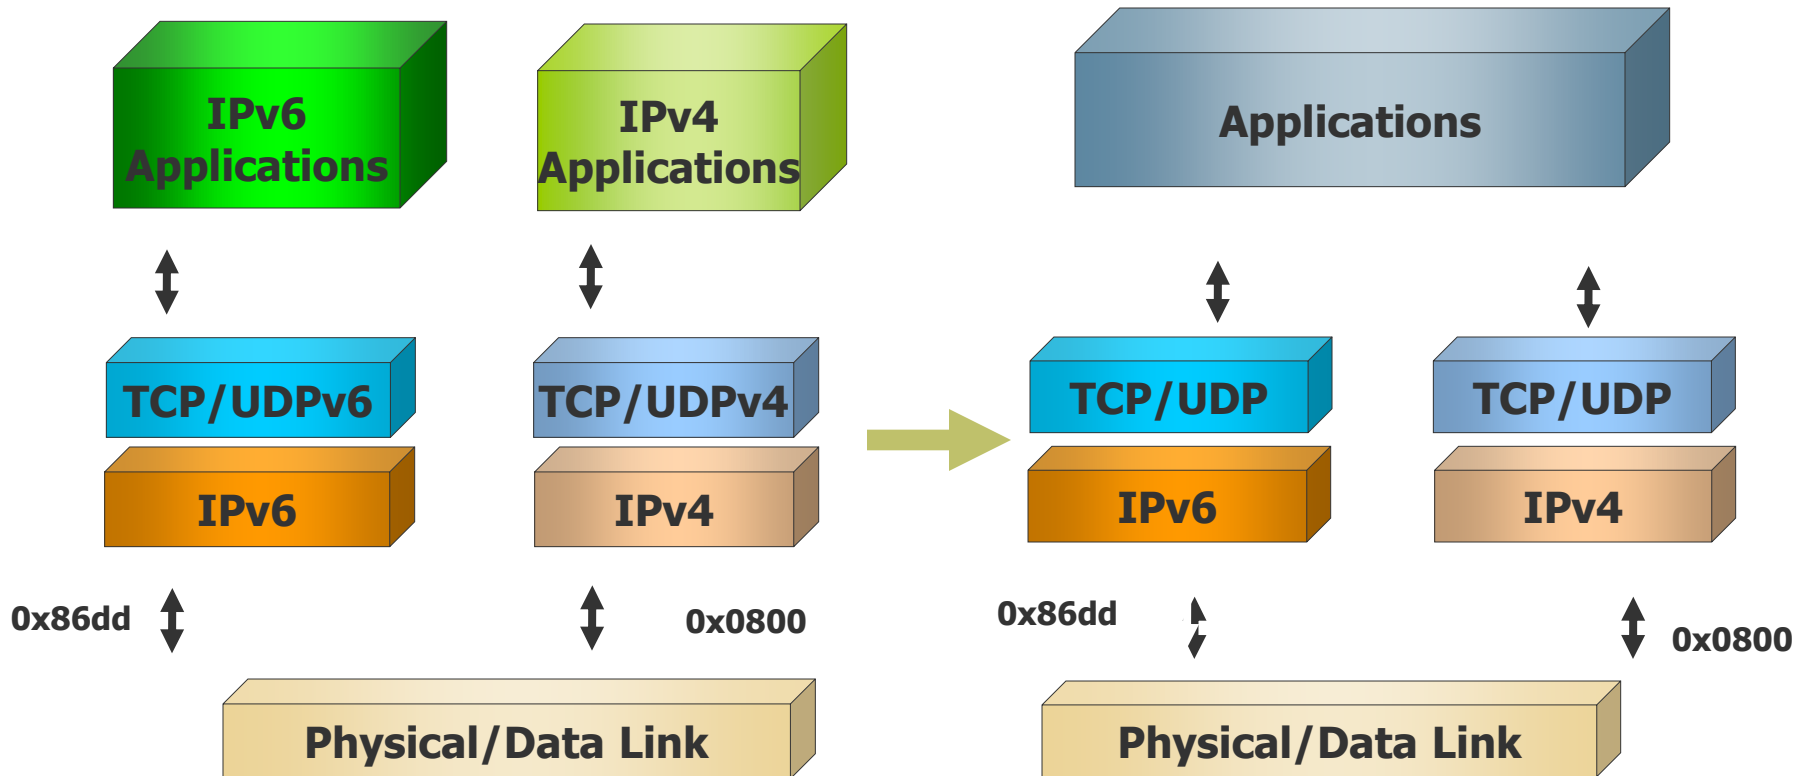 IPv6
Applications
IPv4
Applications
TCP/UDPv6
TCP/UDPv4
IPv6
IPv4
0x86dd
0x0800
Physical/Data Link
Applications
TCP/UDP
TCP/UDP
IPv6
IPv4
0x86dd
0x0800
Physical/Data Link